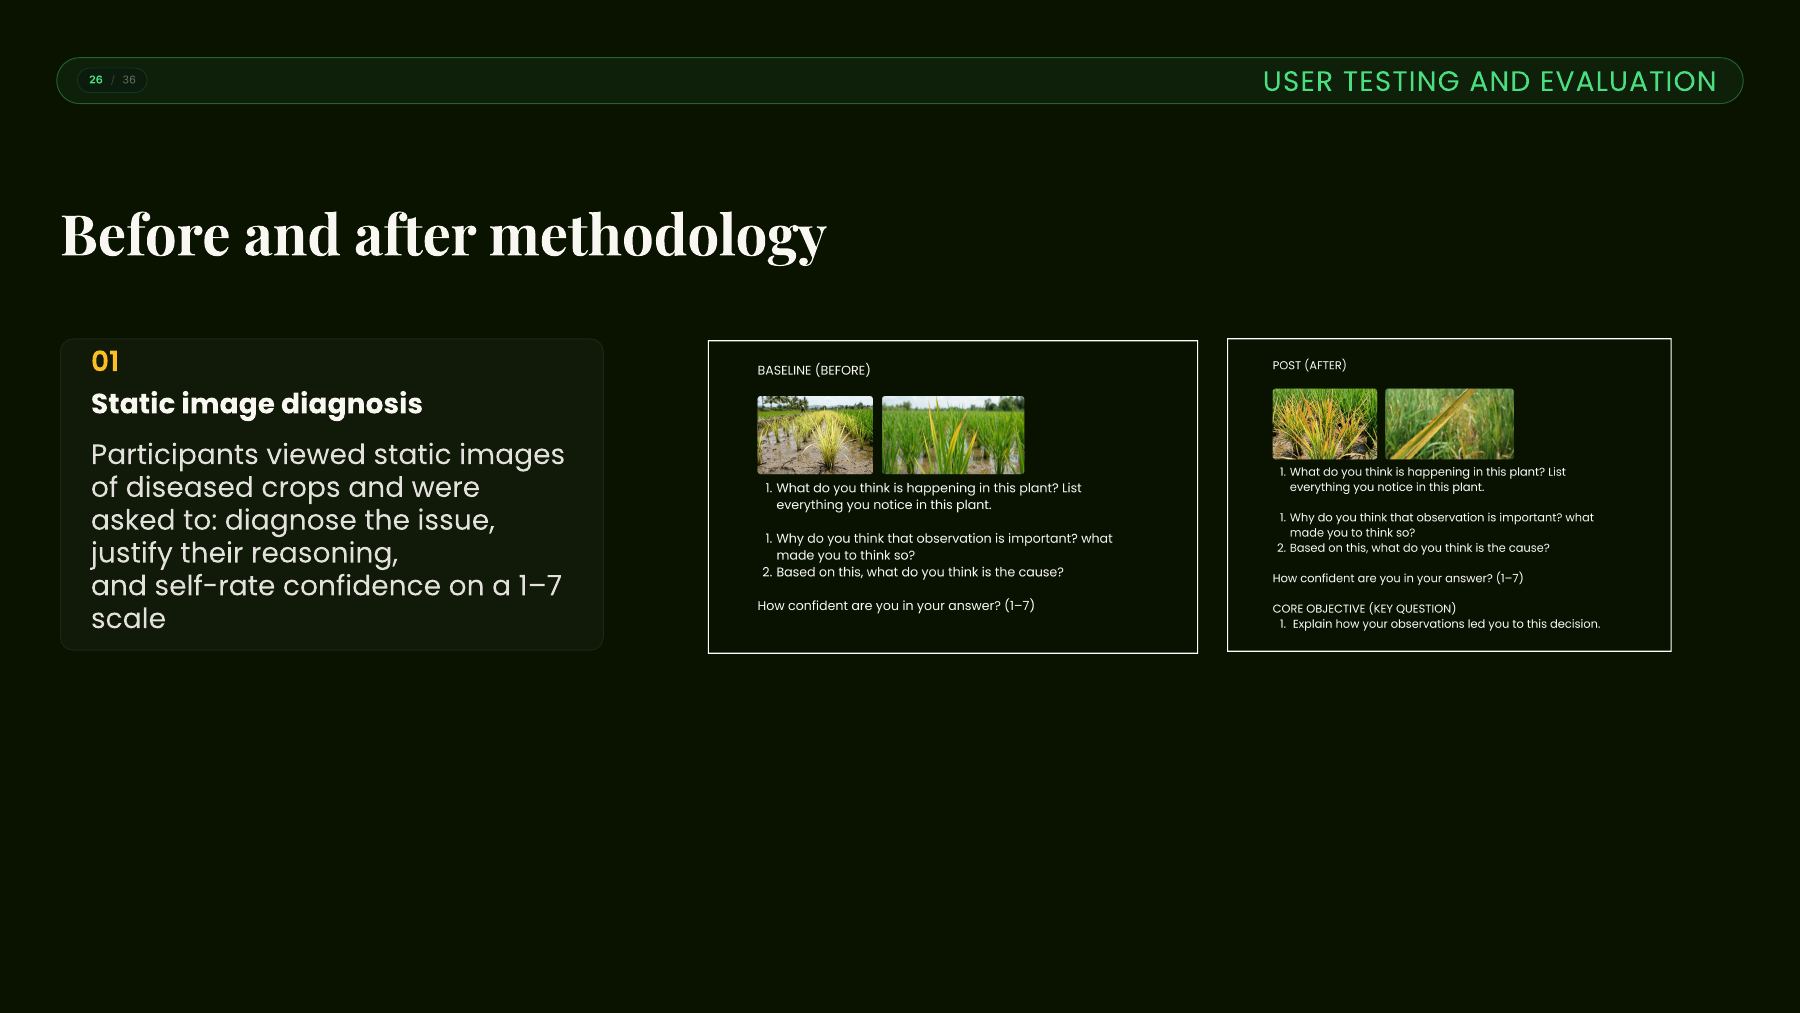 26 / 36
USER TESTING AND EVALUATION
Before and after methodology
01
Static image diagnosis
Participants viewed static images
of diseased crops and were
asked to: diagnose the issue,
justify their reasoning,
and self-rate confidence on a 1–7
scale
BASELINE (BEFORE)
1. What do you think is happening in this plant? List
everything you notice in this plant.
1. Why do you think that observation is important? what
made you to think so?
2. Based on this, what do you think is the cause?
How confident are you in your answer? (1–7)
POST (AFTER)
1. What do you think is happening in this plant? List
everything you notice in this plant.
1. Why do you think that observation is important? what
made you to think so?
2. Based on this, what do you think is the cause?
How confident are you in your answer? (1–7)
CORE OBJECTIVE (KEY QUESTION)
1. Explain how your observations led you to this decision.